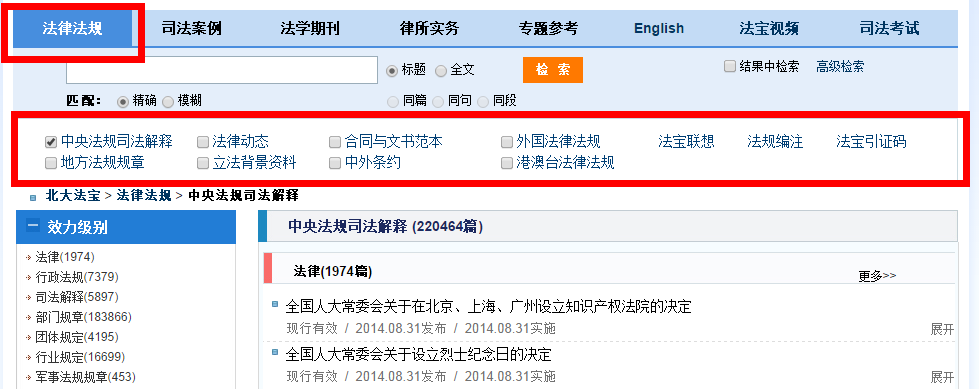 法律法规 司法案例 法学期刊 律所实务 专题参考 English 法宝视频 司法考试
标题 全文 检 索 结果中检索 高级检索
匹配： 精确 模糊 同篇 同句 同段
中央法规司法解释 法律动态 合同与文书范本 外国法律法规 法宝联想 法规编注 法宝引证码
地方法规规章 立法背景资料 中外条约 港澳台法律法规
北大法宝 > 法律法规 > 中央法规司法解释
效力级别
法律(1974)
行政法规(7379)
司法解释(5897)
部门规章(183866)
团体规定(4195)
行业规定(16699)
军事法规规章(453)
中央法规司法解释 (220464篇)
法律(1974篇) 更多>>
全国人大常委会关于在北京、上海、广州设立知识产权法院的决定
现行有效 / 2014.08.31发布 / 2014.08.31实施 展开
全国人大常委会关于设立烈士纪念日的决定
现行有效 / 2014.08.31发布 / 2014.08.31实施 展开